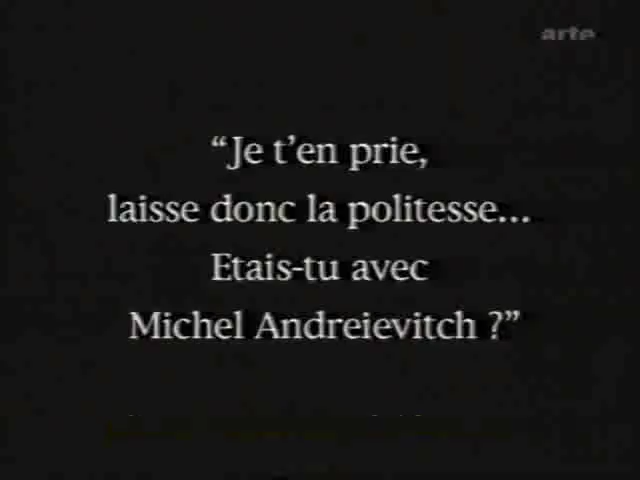 arte
“Je t’en prie,
laisse donc la politesse...
Etais-tu avec
Michel Andreievitch ?”